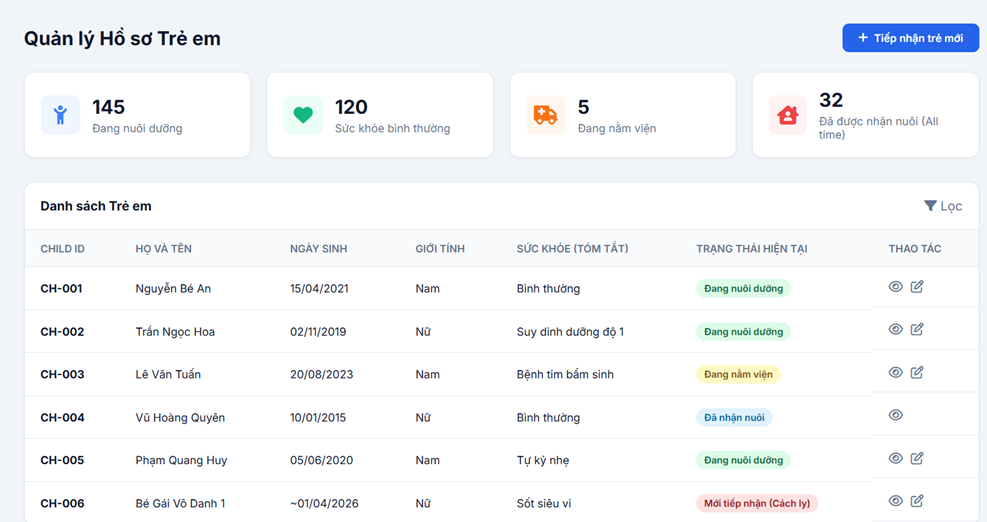 Quản lý Hồ sơ Trẻ em
+ Tiếp nhận trẻ mới
145
Đang nuôi dưỡng
120
Sức khỏe bình thường
5
Đang nằm viện
32
Đã được nhận nuôi (All
time)
Danh sách Trẻ em
Lọc
CHILD ID HỌ VÀ TÊN NGÀY SINH GIỚI TÍNH SỨC KHỎE (TÓM TẮT) TRẠNG THÁI HIỆN TẠI THAO TÁC
CH-001 Nguyễn Bé An 15/04/2021 Nam Bình thường Đang nuôi dưỡng
CH-002 Trần Ngọc Hoa 02/11/2019 Nữ Suy dinh dưỡng độ 1 Đang nuôi dưỡng
CH-003 Lê Văn Tuấn 20/08/2023 Nam Bệnh tim bẩm sinh Đang nằm viện
CH-004 Vũ Hoàng Quyên 10/01/2015 Nữ Bình thường Đã nhận nuôi
CH-005 Phạm Quang Huy 05/06/2020 Nam Tự kỷ nhẹ Đang nuôi dưỡng
CH-006 Bé Gái Vô Danh 1 ~01/04/2026 Nữ Sốt siêu vi Mới tiếp nhận (Cách ly)